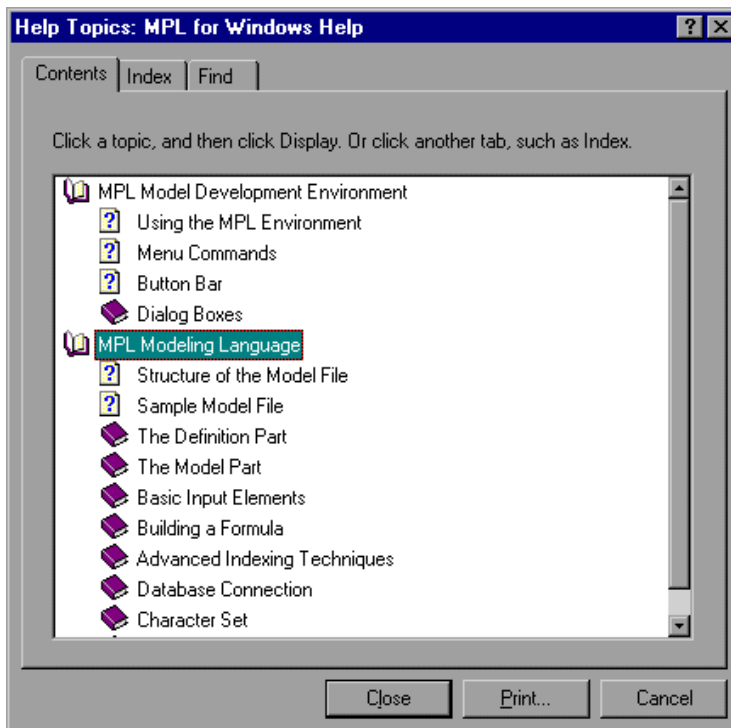 Help Topics: MPL for Windows Help
Contents
Index
Find
Click a topic, and then click Display. Or click another tab, such as Index.
MPL Model Development Environment
Using the MPL Environment
Menu Commands
Button Bar
Dialog Boxes
MPL Modeling Language
Structure of the Model File
Sample Model File
The Definition Part
The Model Part
Basic Input Elements
Building a Formula
Advanced Indexing Techniques
Database Connection
Character Set
Close
Print...
Cancel